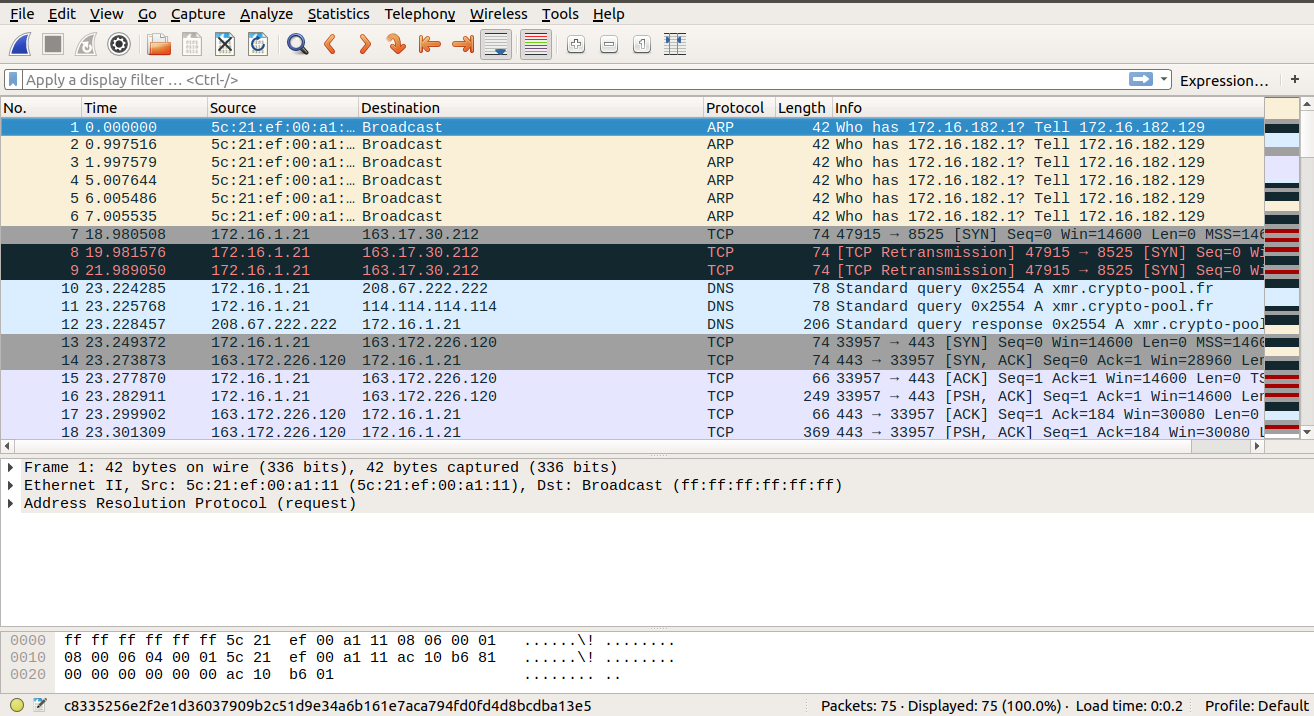 File Edit View Go Capture Analyze Statistics Telephony Wireless Tools Help
Apply a display filter … <Ctrl-/> Expression… +
No. Time Source Destination Protocol Length Info
1 0.000000 5c:21:ef:00:a1:… Broadcast ARP 42 Who has 172.16.182.1? Tell 172.16.182.129
2 0.997516 5c:21:ef:00:a1:… Broadcast ARP 42 Who has 172.16.182.1? Tell 172.16.182.129
3 1.997579 5c:21:ef:00:a1:… Broadcast ARP 42 Who has 172.16.182.1? Tell 172.16.182.129
4 5.007644 5c:21:ef:00:a1:… Broadcast ARP 42 Who has 172.16.182.1? Tell 172.16.182.129
5 6.005486 5c:21:ef:00:a1:… Broadcast ARP 42 Who has 172.16.182.1? Tell 172.16.182.129
6 7.005535 5c:21:ef:00:a1:… Broadcast ARP 42 Who has 172.16.182.1? Tell 172.16.182.129
7 18.980508 172.16.1.21 163.17.30.212 TCP 74 47915 → 8525 [SYN] Seq=0 Win=14600 Len=0 MSS=146
8 19.981576 172.16.1.21 163.17.30.212 TCP 74 [TCP Retransmission] 47915 → 8525 [SYN] Seq=0 Wi
9 21.989050 172.16.1.21 163.17.30.212 TCP 74 [TCP Retransmission] 47915 → 8525 [SYN] Seq=0 Wi
10 23.224285 172.16.1.21 208.67.222.222 DNS 78 Standard query 0x2554 A xmr.crypto-pool.fr
11 23.225768 172.16.1.21 114.114.114.114 DNS 78 Standard query 0x2554 A xmr.crypto-pool.fr
12 23.228457 208.67.222.222 172.16.1.21 DNS 206 Standard query response 0x2554 A xmr.crypto-pool
13 23.249372 172.16.1.21 163.172.226.120 TCP 74 33957 → 443 [SYN] Seq=0 Win=14600 Len=0 MSS=1460
14 23.273873 163.172.226.120 172.16.1.21 TCP 74 443 → 33957 [SYN, ACK] Seq=0 Ack=1 Win=28960 Len
15 23.277870 172.16.1.21 163.172.226.120 TCP 66 33957 → 443 [ACK] Seq=1 Ack=1 Win=14600 Len=0 TS
16 23.282911 172.16.1.21 163.172.226.120 TCP 249 33957 → 443 [PSH, ACK] Seq=1 Ack=1 Win=14600 Len
17 23.299902 163.172.226.120 172.16.1.21 TCP 66 443 → 33957 [ACK] Seq=1 Ack=184 Win=30080 Len=0
18 23.301309 163.172.226.120 172.16.1.21 TCP 369 443 → 33957 [PSH, ACK] Seq=1 Ack=184 Win=30080 L
Frame 1: 42 bytes on wire (336 bits), 42 bytes captured (336 bits)
Ethernet II, Src: 5c:21:ef:00:a1:11 (5c:21:ef:00:a1:11), Dst: Broadcast (ff:ff:ff:ff:ff:ff)
Address Resolution Protocol (request)
0000 ff ff ff ff ff ff 5c 21 ef 00 a1 11 08 06 00 01 ......\! ........
0010 08 00 06 04 00 01 5c 21 ef 00 a1 11 ac 10 b6 81 ......\! ........
0020 00 00 00 00 00 00 ac 10 b6 01 ........ ..
c8335256e2f2e1d36037909b2c51d9e34a6b161e7aca794fd0fd4d8bcdba13e5 Packets: 75 · Displayed: 75 (100.0%) · Load time: 0:0.2 Profile: Default